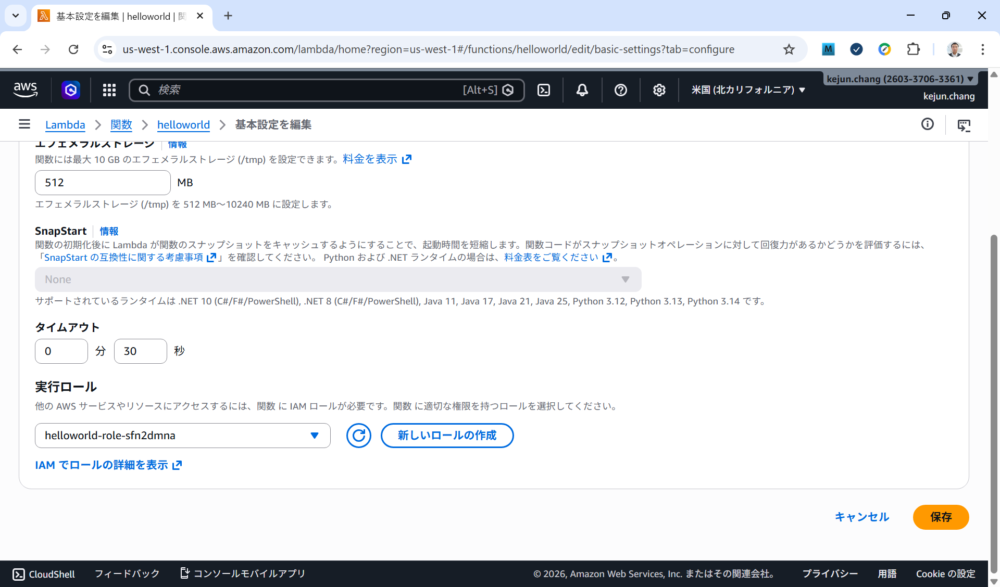 基本設定を編集 | helloworld | 関
us-west-1.console.aws.amazon.com/lambda/home?region=us-west-1#/functions/helloworld/edit/basic-settings?tab=configure
M
aws
検索
[Alt+S]
米国 (北カリフォルニア) ▼
kejun.chang (2603-3706-3361) ▼
kejun.chang
Lambda > 関数 > helloworld > 基本設定を編集
エフェメラルストレージ | 情報
関数には最大 10 GB のエフェメラルストレージ (/tmp) を設定できます。料金を表示
512 MB
エフェメラルストレージ (/tmp) を 512 MB～10240 MB に設定します。
SnapStart | 情報
関数の初期化後に Lambda が関数のスナップショットをキャッシュするようにすることで、起動時間を短縮します。関数コードがスナップショットオペレーションに対して回復力があるかどうかを評価するには、
「SnapStart の互換性に関する考慮事項」を確認してください。 Python および .NET ランタイムの場合は、料金表をご覧ください。
None
サポートされているランタイムは .NET 10 (C#/F#/PowerShell), .NET 8 (C#/F#/PowerShell), Java 11, Java 17, Java 21, Java 25, Python 3.12, Python 3.13, Python 3.14 です。
タイムアウト
0 分 30 秒
実行ロール
他の AWS サービスやリソースにアクセスするには、関数 に IAM ロールが必要です。関数 に適切な権限を持つロールを選択してください。
helloworld-role-sfn2dmna
新しいロールの作成
IAM でロールの詳細を表示
キャンセル
保存
CloudShell
フィードバック
コンソールモバイルアプリ
© 2026, Amazon Web Services, Inc. またはその関連会社。
プライバシー
用語
Cookie の設定